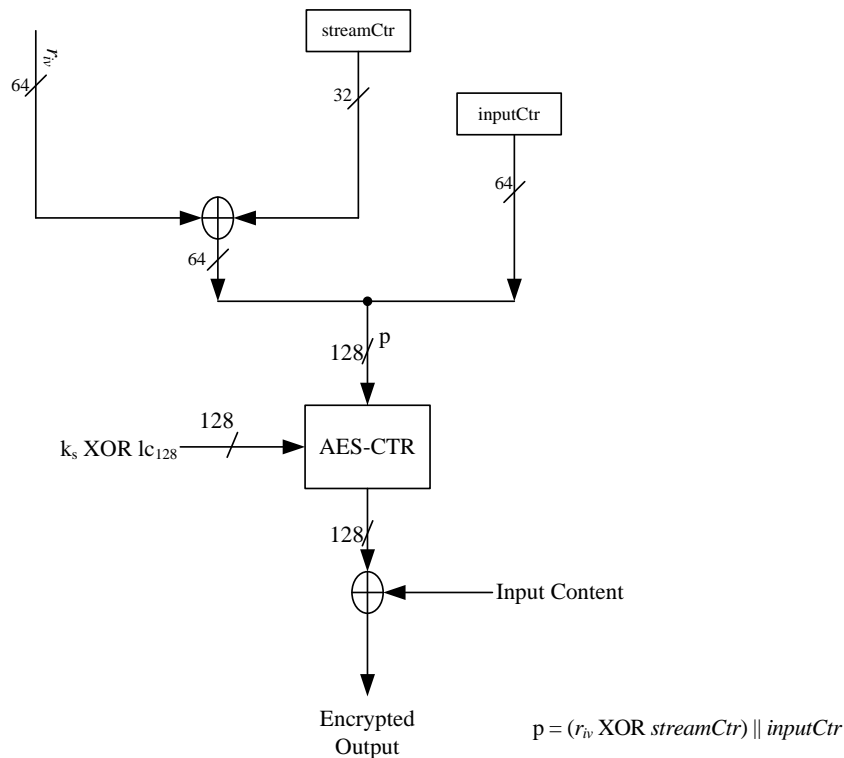 streamCtr
r_iv
64
32
inputCtr
64
64
128
p
128
k_s XOR lc_128
AES-CTR
128
Input Content
Encrypted
Output
p = (r_iv XOR streamCtr) || inputCtr